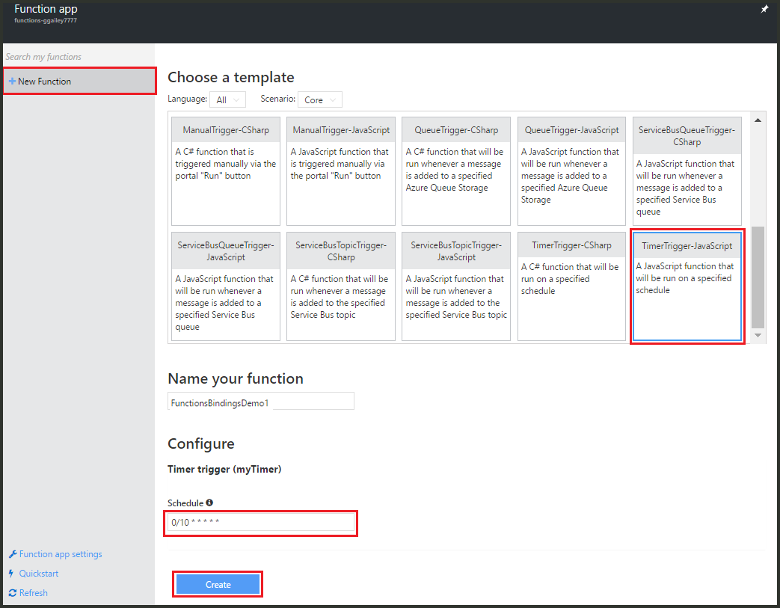 Function app
functions-ggailey7777
Search my functions
+ New Function
Choose a template
Language: All Scenario: Core
ManualTrigger-CSharp
A C# function that is
triggered manually via the
portal "Run" button
ManualTrigger-JavaScript
A JavaScript function that
is triggered manually via
the portal "Run" button
QueueTrigger-CSharp
A C# function that will be
run whenever a message
is added to a specified
Azure Queue Storage
QueueTrigger-JavaScript
A JavaScript function that
will be run whenever a
message is added to a
specified Azure Queue
Storage
ServiceBusQueueTrigger-
CSharp
A JavaScript function that
will be run whenever a
message is added to a
specified Service Bus
queue
ServiceBusQueueTrigger-
JavaScript
A JavaScript function that
will be run whenever a
message is added to a
specified Service Bus
queue
ServiceBusTopicTrigger-
CSharp
A C# function that will be
run whenever a message
is added to the specified
Service Bus topic
ServiceBusTopicTrigger-
JavaScript
A JavaScript function that
will be run whenever a
message is added to the
specified Service Bus topic
TimerTrigger-CSharp
A C# function that will be
run on a specified
schedule
TimerTrigger-JavaScript
A JavaScript function that
will be run on a specified
schedule
Name your function
FunctionsBindingsDemo1
Configure
Timer trigger (myTimer)
Schedule
0/10 * * * * *
Function app settings
Quickstart
Refresh
Create